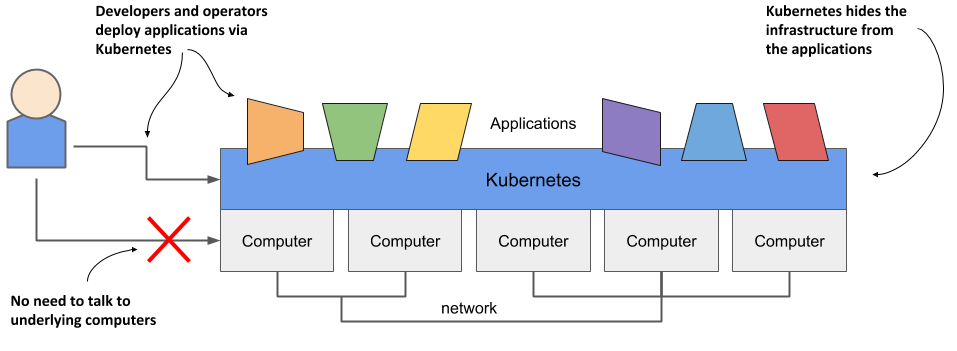 Developers and operators
deploy applications via
Kubernetes
Kubernetes hides the
infrastructure from
the applications
Applications
Kubernetes
Computer
Computer
Computer
Computer
Computer
network
No need to talk to
underlying computers